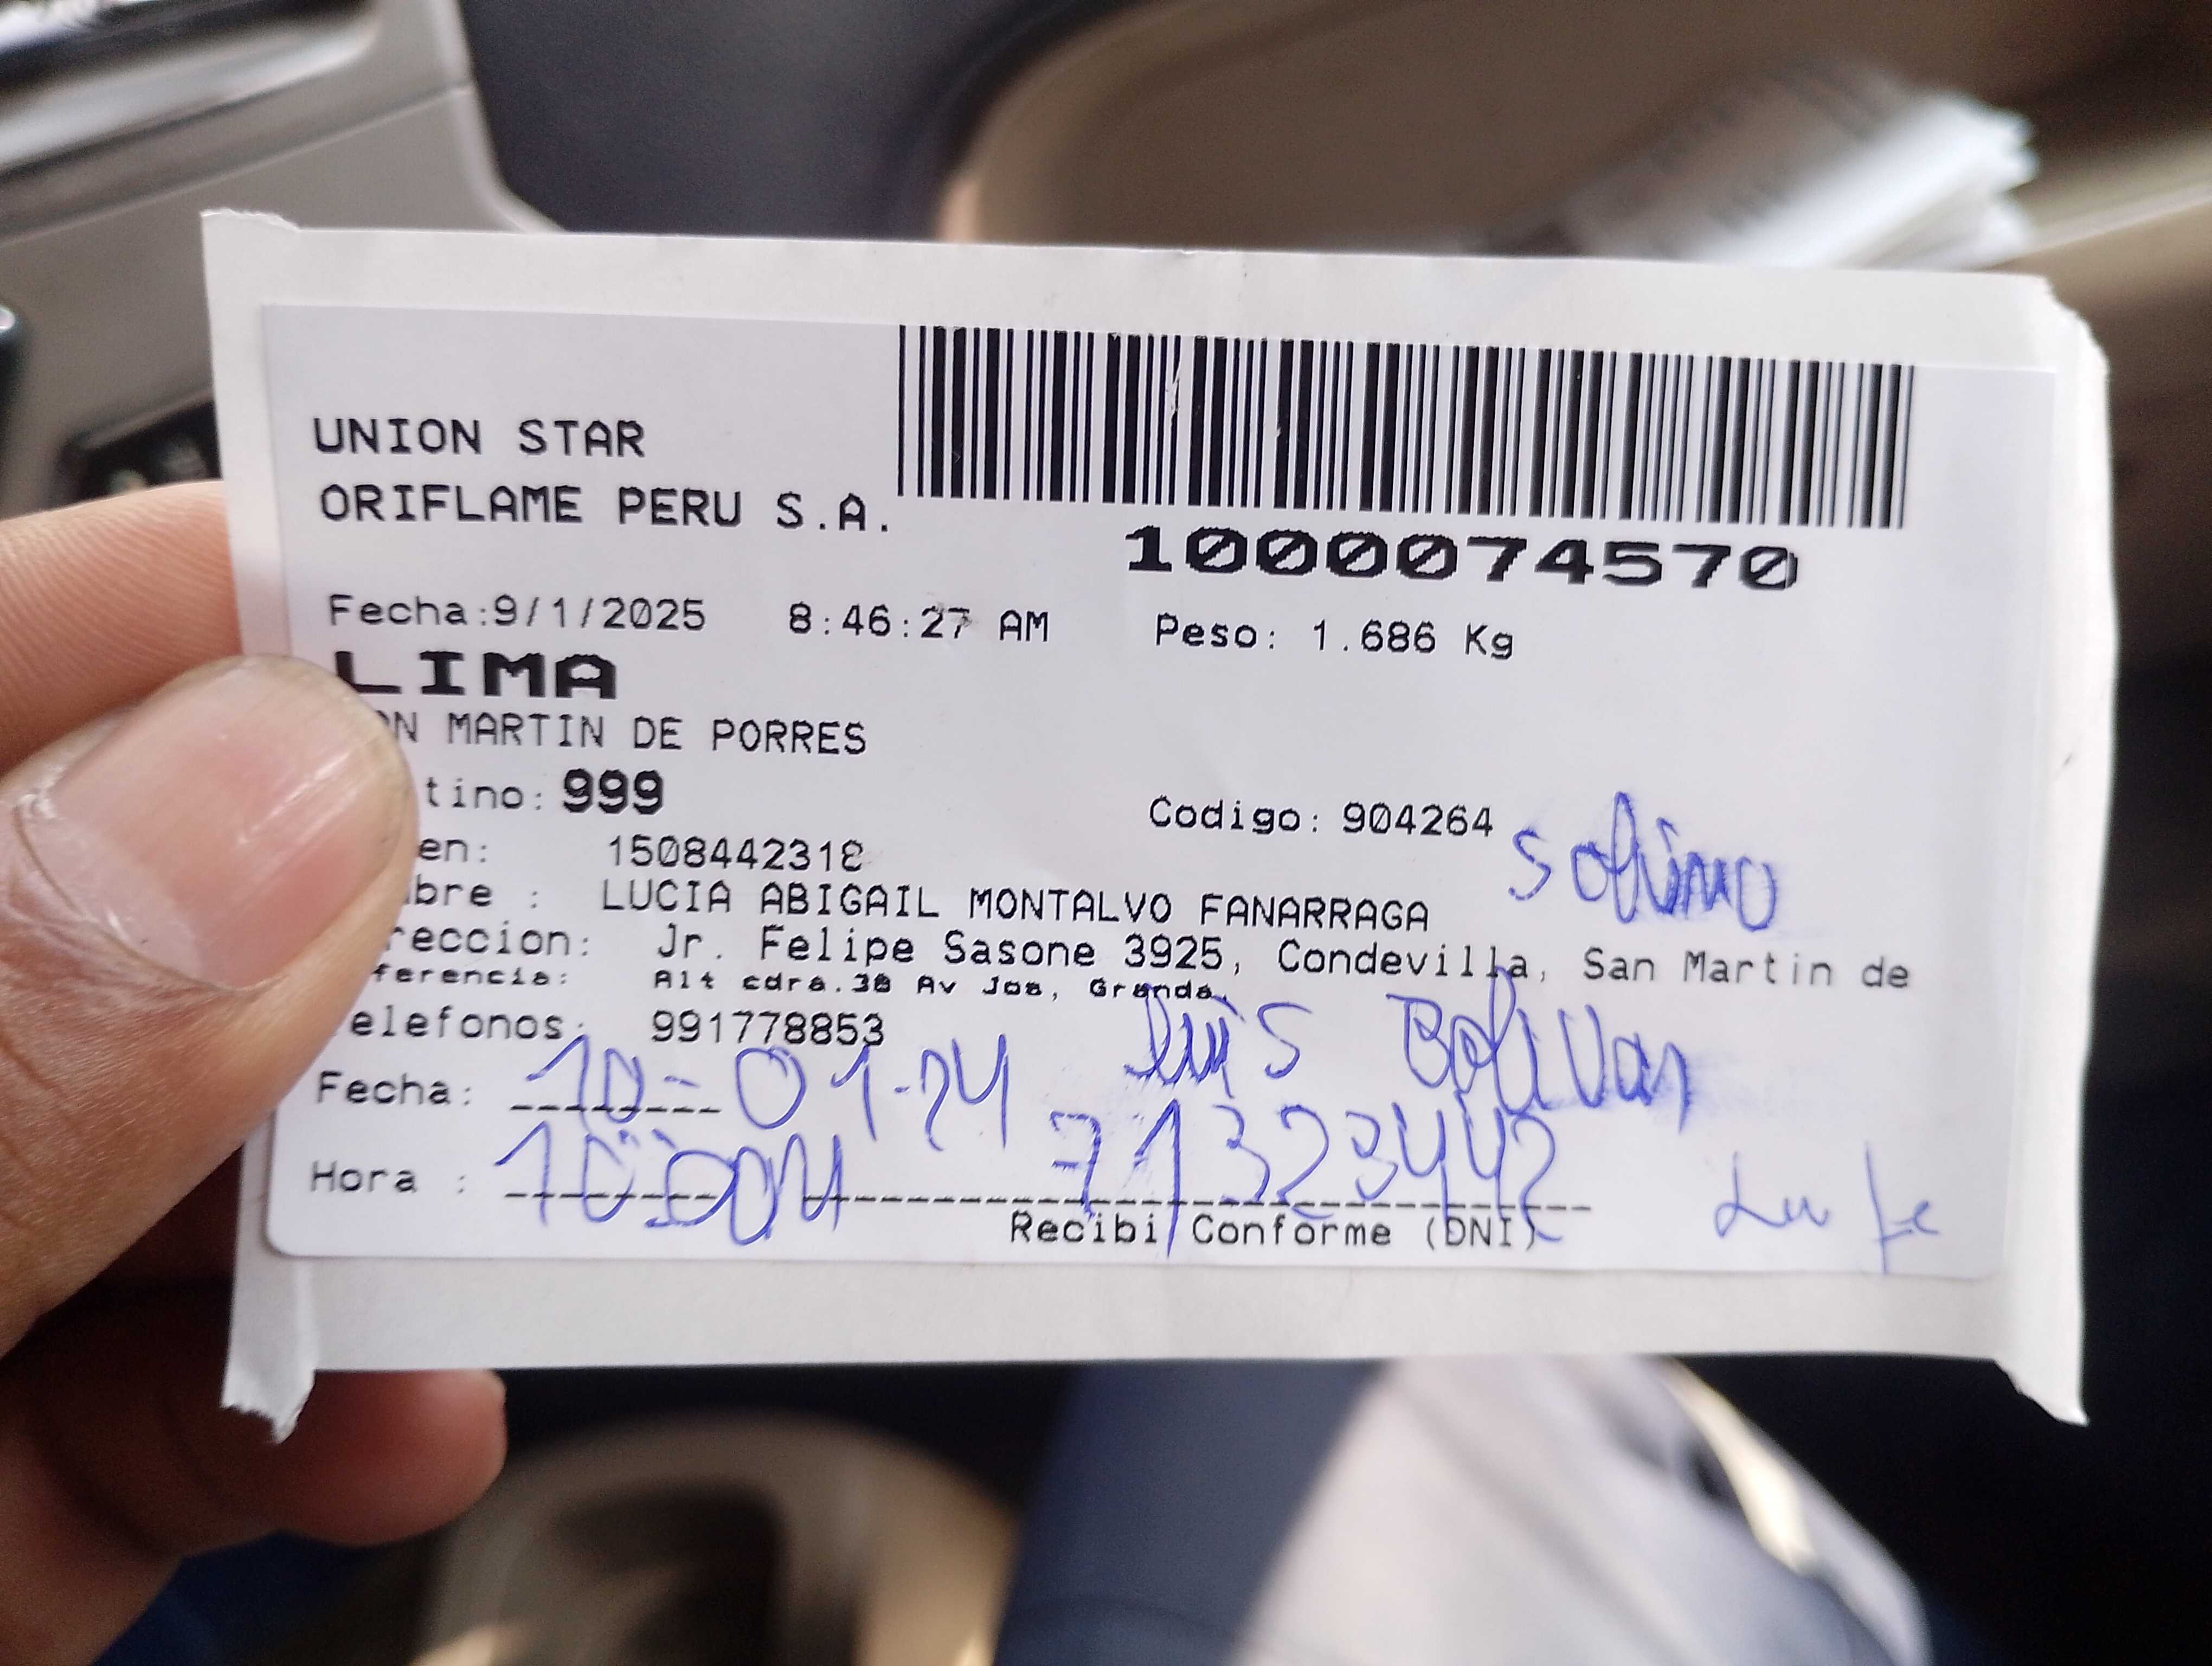 UNION STAR
ORIFLAME PERU S.A.
1000074570
Fecha:9/1/2025 8:46:27 AM Peso: 1.686 Kg
LIMA
MARTIN DE PORRES
tino: 999 Codigo: 904264
en: 1508442318
bre : LUCIA ABIGAIL MONTALVO FANARRAGA
Sobrino
reccion: Jr. Felipe Sasone 3925, Condevilla, San Martin de
ferencia: Alt cdra.38 Av Jos, Granda,
elefonos: 991778853
Luis Bolivar
Fecha: 10-01-24
71323442
Hora :
Recibi Conforme (DNI)